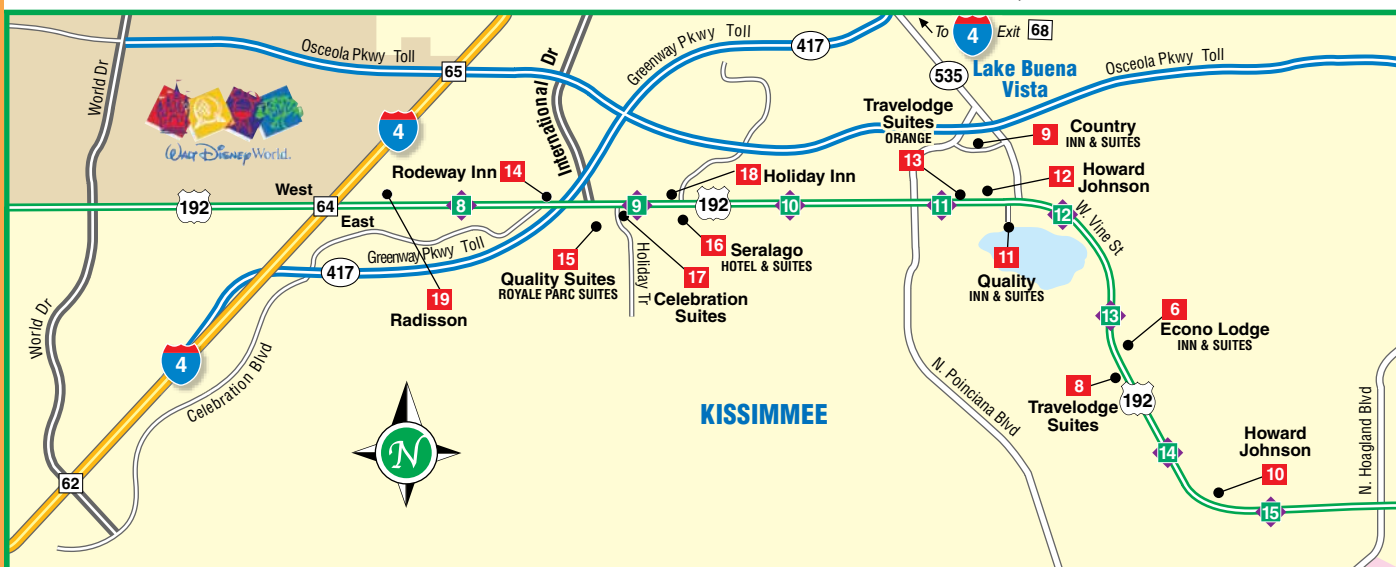 To
4
Exit
68
World Dr
Osceola Pkwy Toll
65
International Dr
Greenway Pkwy Toll
417
535
Lake Buena
Vista
Osceola Pkwy Toll
WALT DISNEY World.
4
Travelodge
Suites
ORANGE
13
9
Country
INN & SUITES
Rodeway Inn
14
18
Holiday Inn
12
Howard
Johnson
West
64
East
192
8
9
192
10
11
12
W. Vine St
417
Greenway Pkwy Toll
15
Quality Suites
ROYALE PARC SUITES
Holiday Tr
16
Seralago
HOTEL & SUITES
17
Celebration
Suites
11
Quality
INN & SUITES
19
Radisson
World Dr
4
Celebration Blvd
13
6
Econo Lodge
INN & SUITES
N
KISSIMMEE
N. Poinciana Blvd
8
Travelodge
Suites
192
14
Howard
Johnson
10
15
N. Hoagland Blvd
62